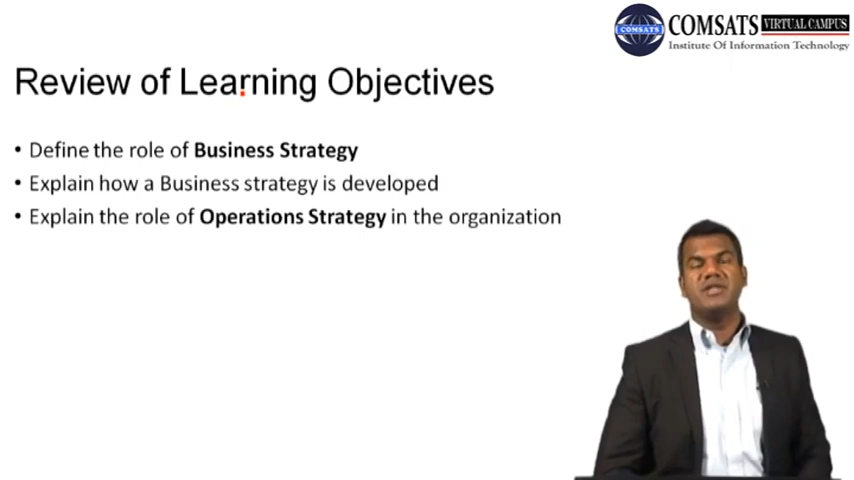 COMSATS VIRTUAL CAMPUS
COMSATS
Institute Of Information Technology
Review of Learning Objectives
• Define the role of Business Strategy
• Explain how a Business strategy is developed
• Explain the role of Operations Strategy in the organization